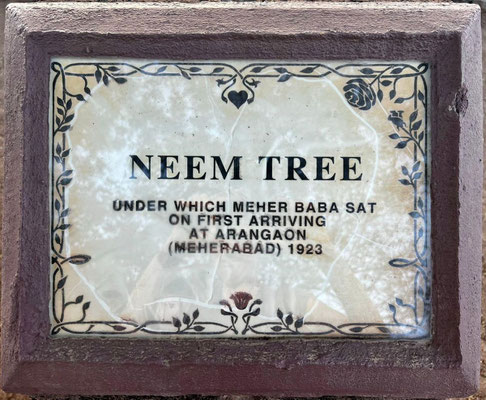 NEEM TREE
UNDER WHICH MEHER BABA SAT
ON FIRST ARRIVING
AT ARANGAON
(MEHERABAD) 1923